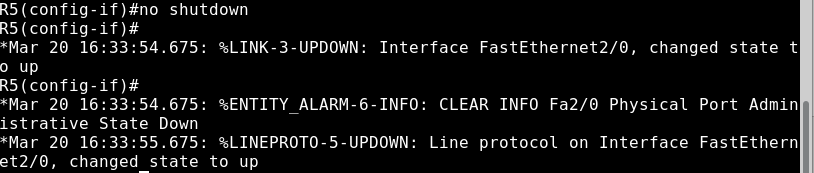 R5(config-if)#no shutdown
R5(config-if)#
*Mar 20 16:33:54.675: %LINK-3-UPDOWN: Interface FastEthernet2/0, changed state t
o up
R5(config-if)#
*Mar 20 16:33:54.675: %ENTITY_ALARM-6-INFO: CLEAR INFO Fa2/0 Physical Port Admin
istrative State Down
*Mar 20 16:33:55.675: %LINEPROTO-5-UPDOWN: Line protocol on Interface FastEthern
et2/0, changed state to up